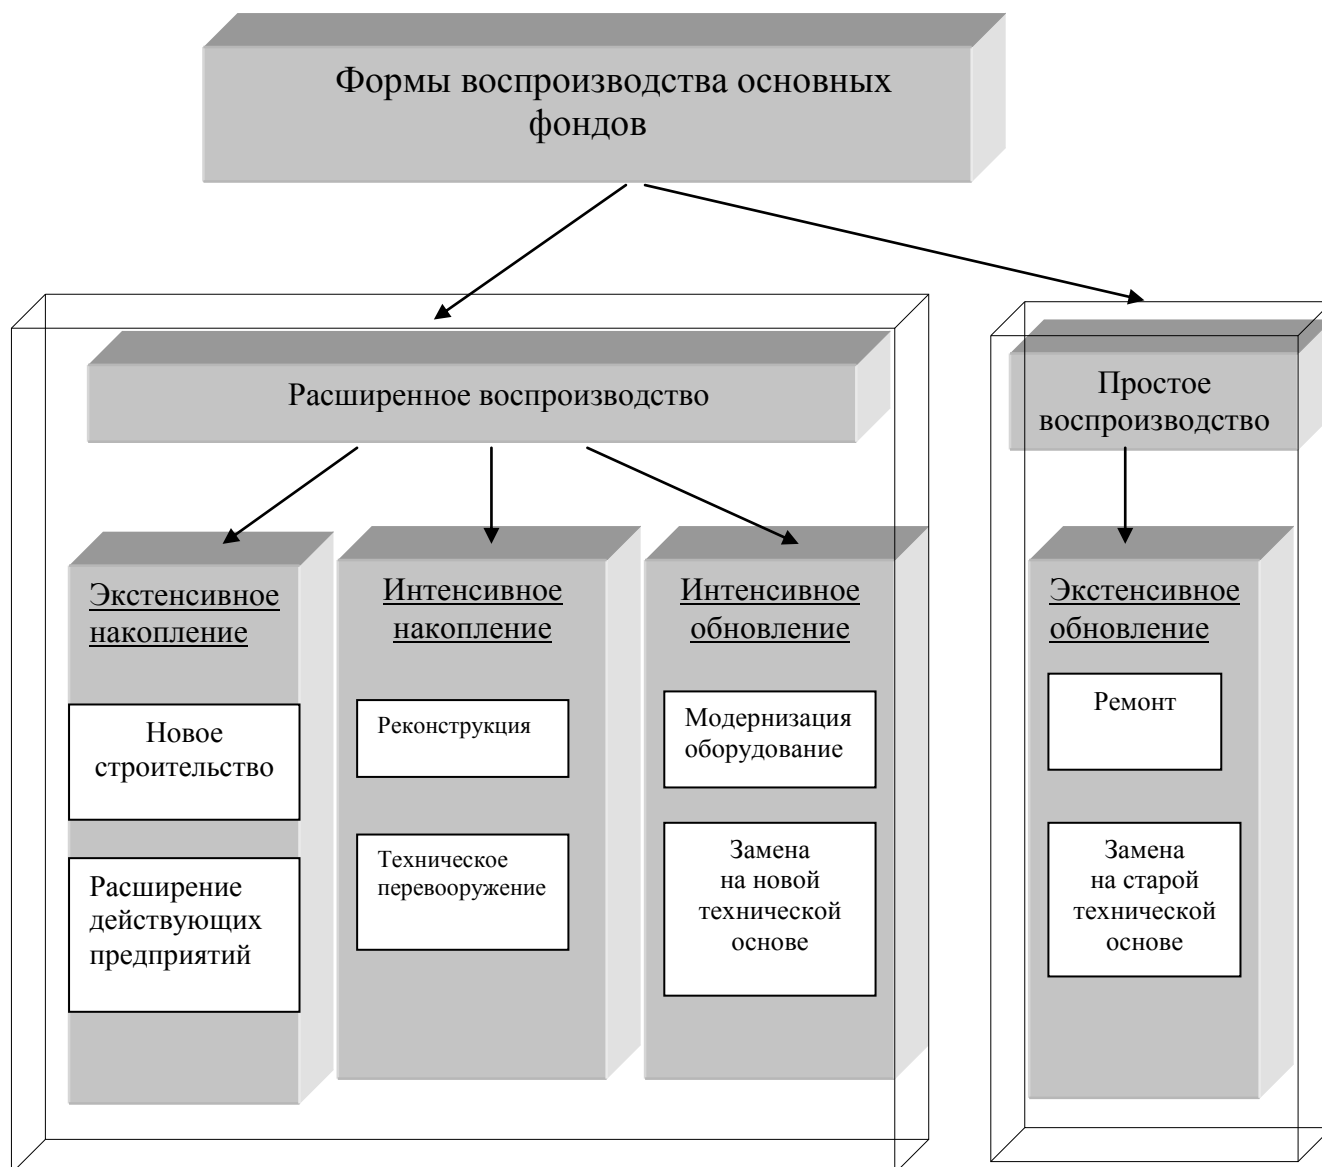 Формы воспроизводства основных
фондов
Расширенное воспроизводство
Простое
воспроизводство
Экстенсивное
накопление
Новое
строительство
Расширение
действующих
предприятий
Интенсивное
накопление
Реконструкция
Техническое
перевооружение
Интенсивное
обновление
Модернизация
оборудование
Замена
на новой
технической
основе
Экстенсивное
обновление
Ремонт
Замена
на старой
технической
основе